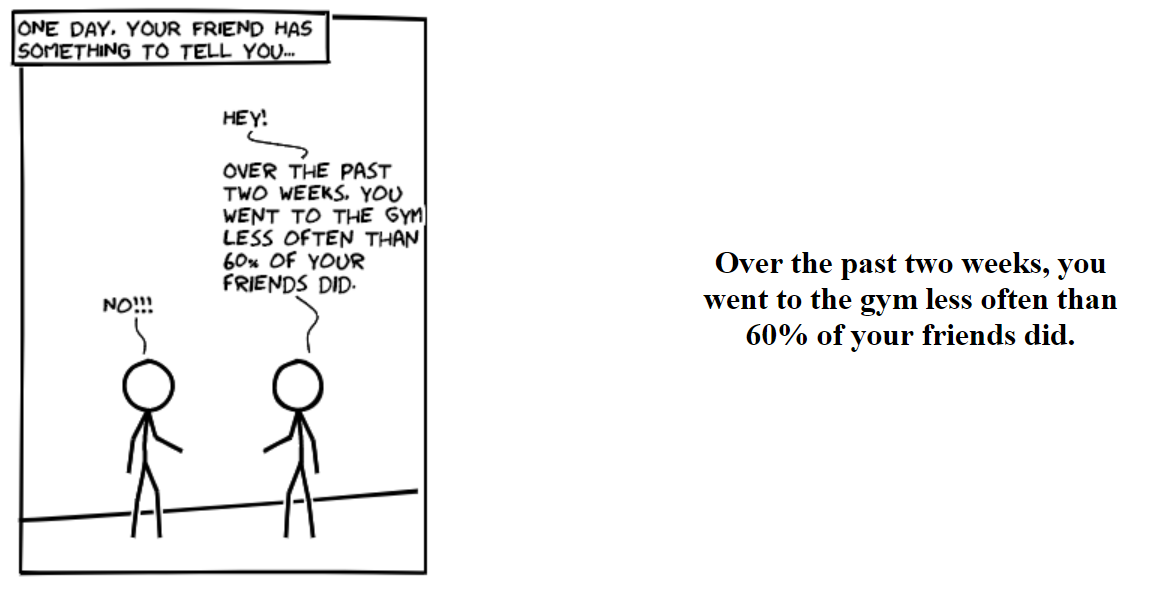 ONE DAY, YOUR FRIEND HAS
SOMETHING TO TELL YOU...
HEY!
OVER THE PAST
TWO WEEKS, YOU
WENT TO THE GYM
LESS OFTEN THAN
60% OF YOUR
FRIENDS DID.
NO!!!
Over the past two weeks, you
went to the gym less often than
60% of your friends did.